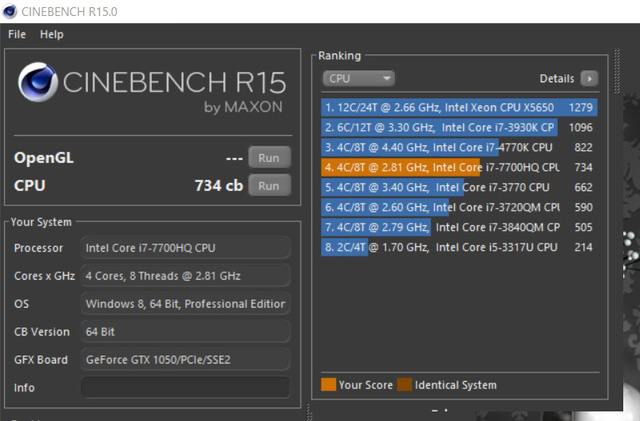 CINEBENCH R15.0
File Help
CINEBENCH R15
by MAXON
OpenGL --- Run
CPU 734 cb Run
Your System
Processor Intel Core i7-7700HQ CPU
Cores x GHz 4 Cores, 8 Threads @ 2.81 GHz
OS Windows 8, 64 Bit, Professional Edition
CB Version 64 Bit
GFX Board GeForce GTX 1050/PCIe/SSE2
Info
Ranking
CPU Details
1. 12C/24T @ 2.66 GHz, Intel Xeon CPU X5650 1279
2. 6C/12T @ 3.30 GHz, Intel Core i7-3930K CP 1096
3. 4C/8T @ 4.40 GHz, Intel Core i7-4770K CPU 822
4. 4C/8T @ 2.81 GHz, Intel Core i7-7700HQ CPU 734
5. 4C/8T @ 3.40 GHz, Intel Core i7-3770 CPU 662
6. 4C/8T @ 2.60 GHz, Intel Core i7-3720QM CPU 590
7. 4C/8T @ 2.79 GHz, Intel Core i7-3840QM CPU 505
8. 2C/4T @ 1.70 GHz, Intel Core i5-3317U CPU 214
Your Score Identical System